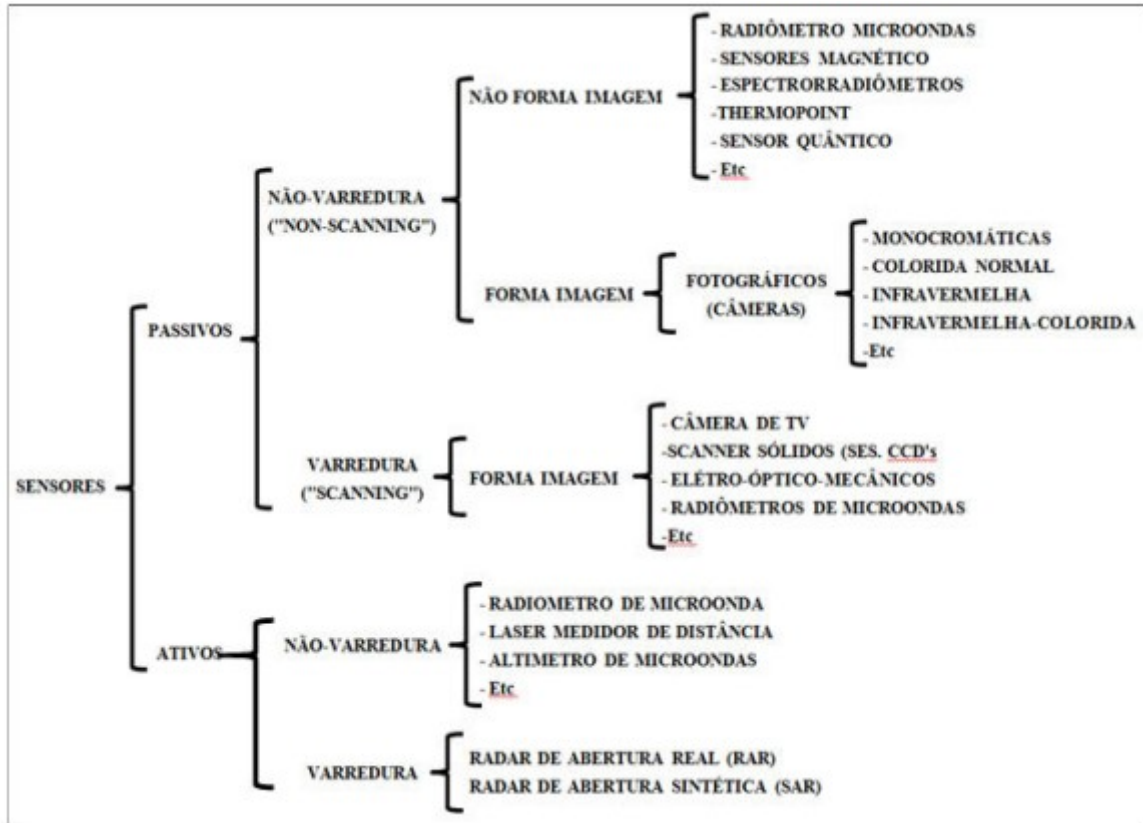 - RADIÔMETRO MICROONDAS
- SENSORES MAGNÉTICO
NÃO FORMA IMAGEM
- ESPECTRORRADIÔMETROS
-THERMOPOINT
- SENSOR QUÂNTICO
- Etc
NÃO-VARREDURA
("NON-SCANNING")
- MONOCROMÁTICAS
- COLORIDA NORMAL
FORMA IMAGEM
FOTOGRÁFICOS
(CÂMERAS)
- INFRAVERMELHA
- INFRAVERMELHA-COLORIDA
-Etc
PASSIVOS
- CÂMERA DE TV
-SCANNER SÓLIDOS (SES. CCD's
VARREDURA
("SCANNING")
FORMA IMAGEM
- ELÉTRO-ÓPTICO-MECÂNICOS
- RADIÔMETROS DE MICROONDAS
-Etc
SENSORES
- RADIOMETRO DE MICROONDA
- LASER MEDIDOR DE DISTÂNCIA
ATIVOS
NÃO-VARREDURA
- ALTIMETRO DE MICROONDAS
- Etc
VARREDURA
RADAR DE ABERTURA REAL (RAR)
RADAR DE ABERTURA SINTÉTICA (SAR)